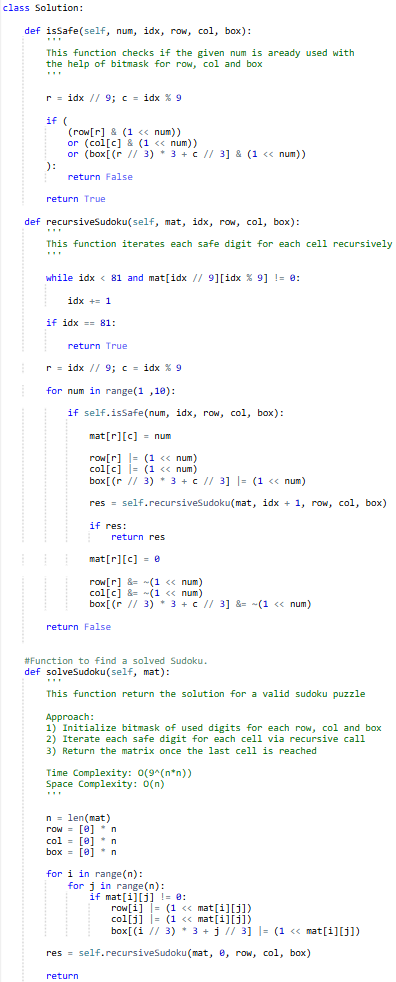 class Solution:
def isSafe(self, num, idx, row, col, box):
'''
This function checks if the given num is aready used with
the help of bitmask for row, col and box
'''
r = idx // 9; c = idx % 9
if (
(row[r] & (1 << num))
or (col[c] & (1 << num))
or (box[(r // 3) * 3 + c // 3] & (1 << num))
):
return False
return True
def recursiveSudoku(self, mat, idx, row, col, box):
'''
This function iterates each safe digit for each cell recursively
'''
while idx < 81 and mat[idx // 9][idx % 9] != 0:
idx += 1
if idx == 81:
return True
r = idx // 9; c = idx % 9
for num in range(1 ,10):
if self.isSafe(num, idx, row, col, box):
mat[r][c] = num
row[r] |= (1 << num)
col[c] |= (1 << num)
box[(r // 3) * 3 + c // 3] |= (1 << num)
res = self.recursiveSudoku(mat, idx + 1, row, col, box)
if res:
return res
mat[r][c] = 0
row[r] &= ~(1 << num)
col[c] &= ~(1 << num)
box[(r // 3) * 3 + c // 3] &= ~(1 << num)
return False
#Function to find a solved Sudoku.
def solveSudoku(self, mat):
'''
This function return the solution for a valid sudoku puzzle
Approach:
1) Initialize bitmask of used digits for each row, col and box
2) Iterate each safe digit for each cell via recursive call
3) Return the matrix once the last cell is reached
Time Complexity: O(9^(n*n))
Space Complexity: O(n)
'''
n = len(mat)
row = [0] * n
col = [0] * n
box = [0] * n
for i in range(n):
for j in range(n):
if mat[i][j] != 0:
row[i] |= (1 << mat[i][j])
col[j] |= (1 << mat[i][j])
box[(i // 3) * 3 + j // 3] |= (1 << mat[i][j])
res = self.recursiveSudoku(mat, 0, row, col, box)
return